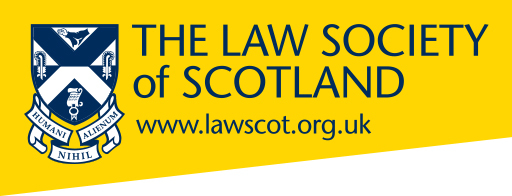 THE LAW SOCIETY
of SCOTLAND
www.lawscot.org.uk
HUMANI NIHIL ALIENUM